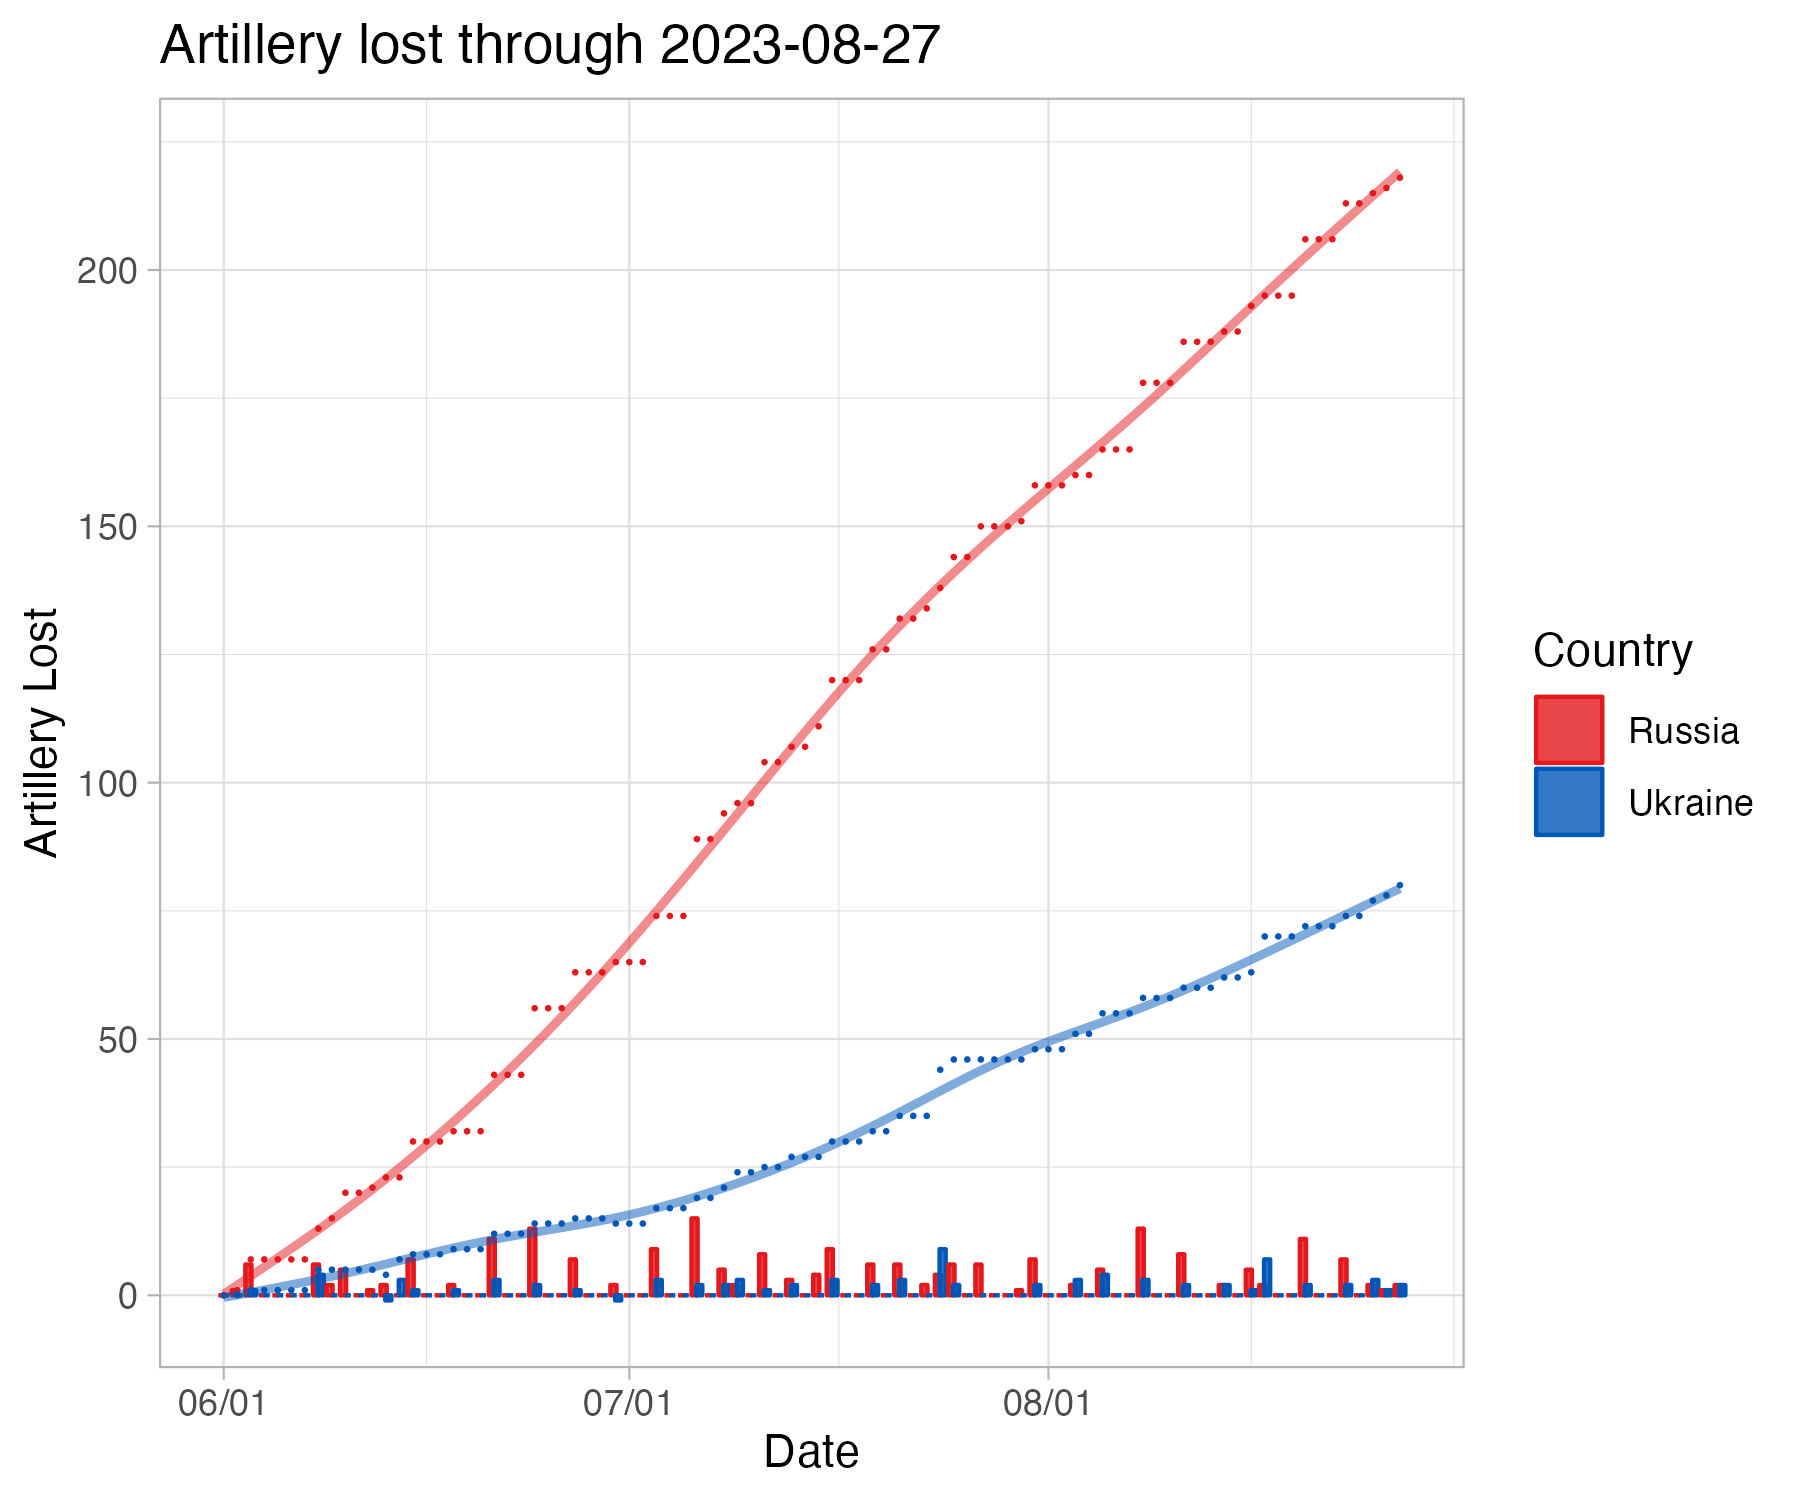 Artillery lost through 2023-08-27
Artillery Lost
200
150
100
50
0
06/01
07/01
08/01
Date
Country
Russia
Ukraine